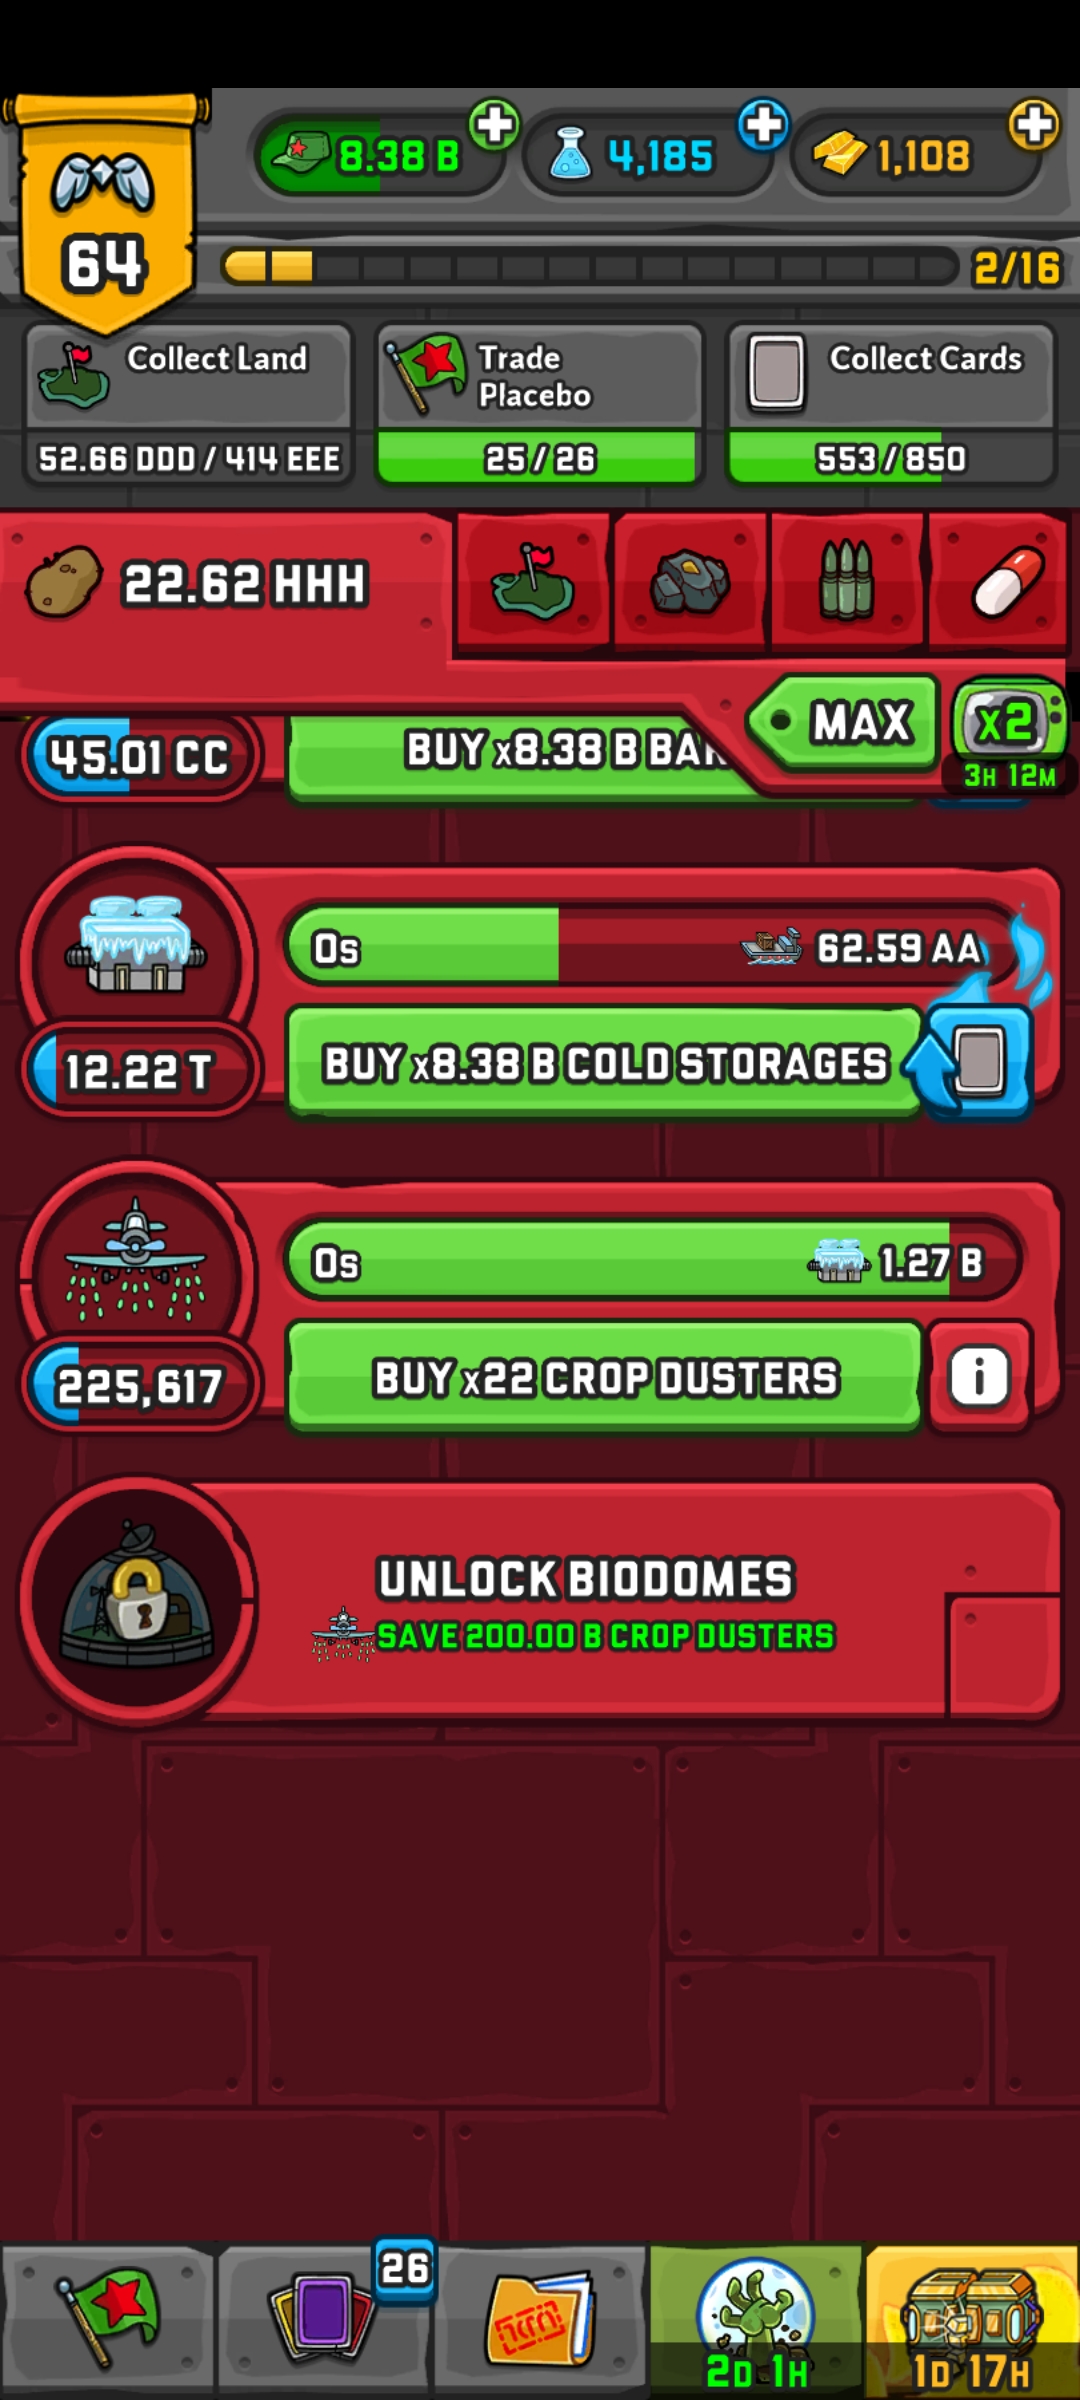 8.38 B
4,185
1,108
64
2/16
Collect Land
52.66 DDD / 414 EEE
Trade
Placebo
25 / 26
Collect Cards
553 / 850
22.62 HHH
MAX
x2
3H 12M
45.01 CC
BUY x8.38 B
0s
62.59 AA
12.22 T
BUY x8.38 B COLD STORAGES
0s
1.27 B
225,617
BUY x22 CROP DUSTERS
i
UNLOCK BIODOMES
SAVE 200.00 B CROP DUSTERS
26
2D 1H
1D 17H